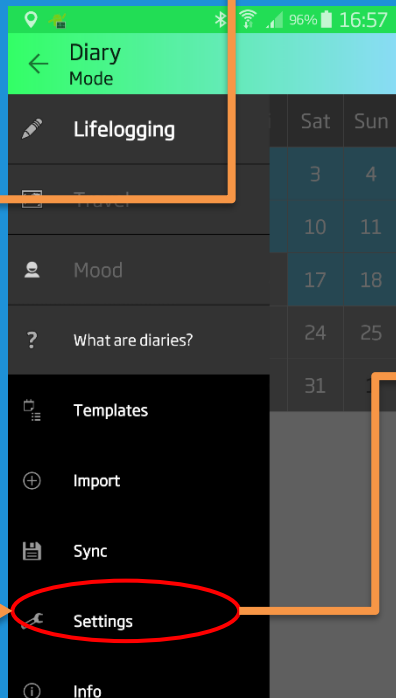 96% 16:57
Diary
Mode
Lifelogging
Sat Sun
Travel
3 4
10 11
Mood
17 18
What are diaries?
24 25
31
Templates
Import
Sync
Settings
Info